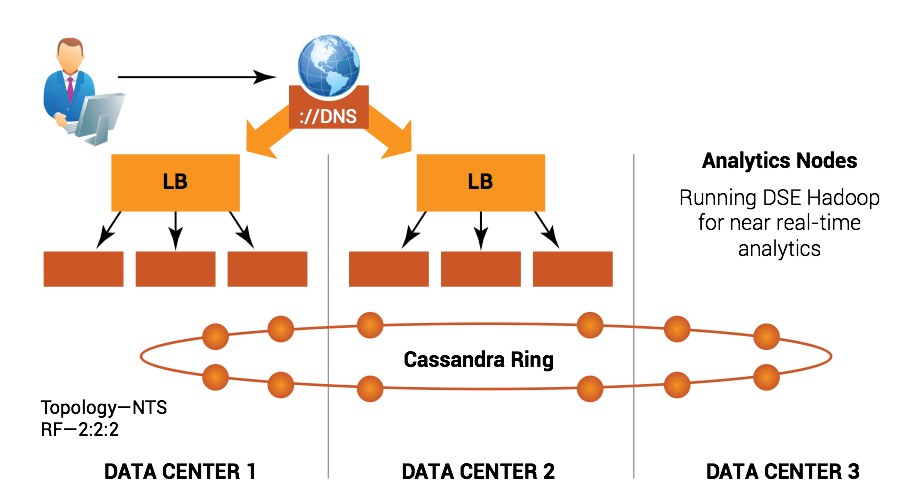 ://DNS
LB
LB
Analytics Nodes
Running DSE Hadoop
for near real-time
analytics
Cassandra Ring
Topology—NTS
RF—2:2:2
DATA CENTER 1
DATA CENTER 2
DATA CENTER 3